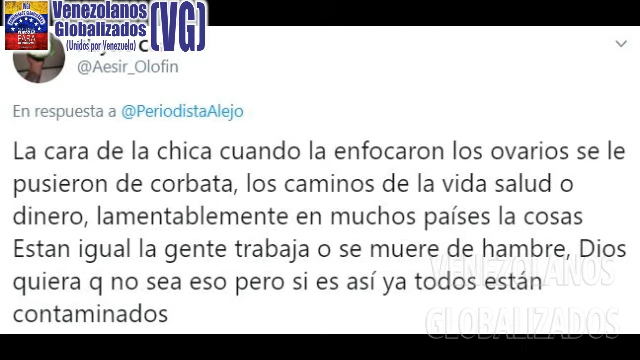 Venezolanos
Globalizados
(Unidos por Venezuela)
(VG)
@Aesir_Olofin
En respuesta a @PeriodistaAlejo
La cara de la chica cuando la enfocaron los ovarios se le
pusieron de corbata, los caminos de la vida salud o
dinero, lamentablemente en muchos países la cosas
Estan igual la gente trabaja o se muere de hambre, Dios
quiera q no sea eso pero si es así ya todos están
contaminados
VENEZOLANOS
GLOBALIZADOS